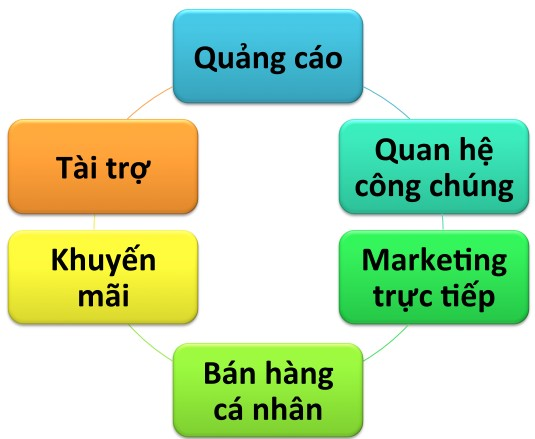 Quảng cáo
Tài trợ
Quan hệ
công chúng
Khuyến
mãi
Marketing
trực tiếp
Bán hàng
cá nhân